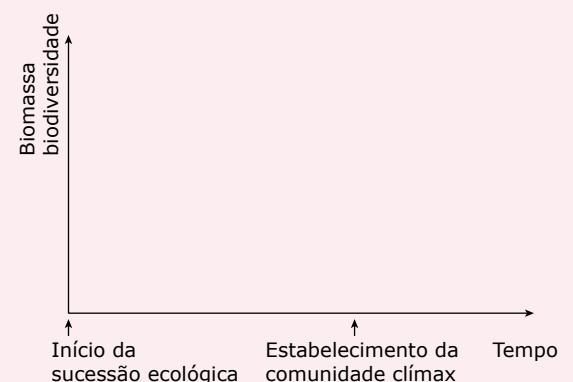 Biomassa
biodiversidade
Início da
sucessão ecológica
Estabelecimento da
comunidade clímax
Tempo